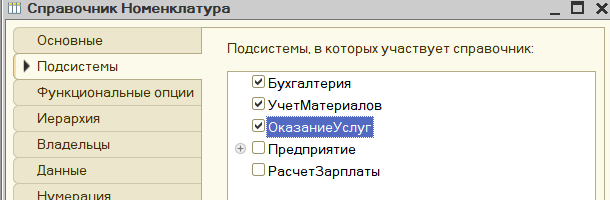 Справочник Номенклатура
Основные
Подсистемы
Функциональные опции
Иерархия
Владельцы
Данные
Нумерация
Подсистемы, в которых участвует справочник:
Бухгалтерия
УчетМатериалов
ОказаниеУслуг
Предприятие
РасчетЗарплаты